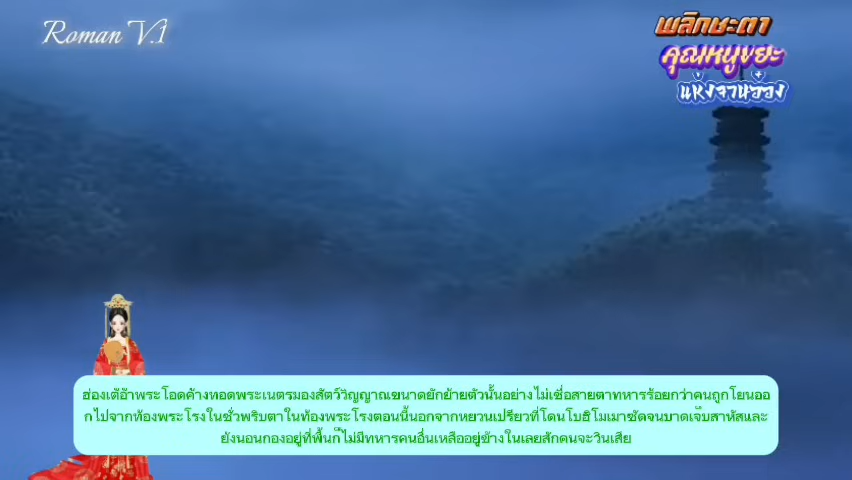 Roman V.1
พลิกชะตา
คุณหนูขยะ
แห่งจวนอ๋อง
ฮ่องเต้อ้าพระโอดค้างทอดพระเนตรมองสัตว์วิญญาณขนาดยักย้ายตัวนั้นอย่างไม่เชื่อสายตาทหารร้อยกว่าคนถูกโยนออ
กไปจากท้องพระโรงในชั่วพริบตาในท้องพระโรงตอนนี้นอกจากหยวนเปรียวที่โดนโบฮิโมเมาซัดจนบาดเจ็บสาหัสและ
ยังนอนกองอยู่ที่พื้นก็ไม่มีทหารคนอื่นเหลืออยู่ข้างในเลยสักคนจะวินเสีย